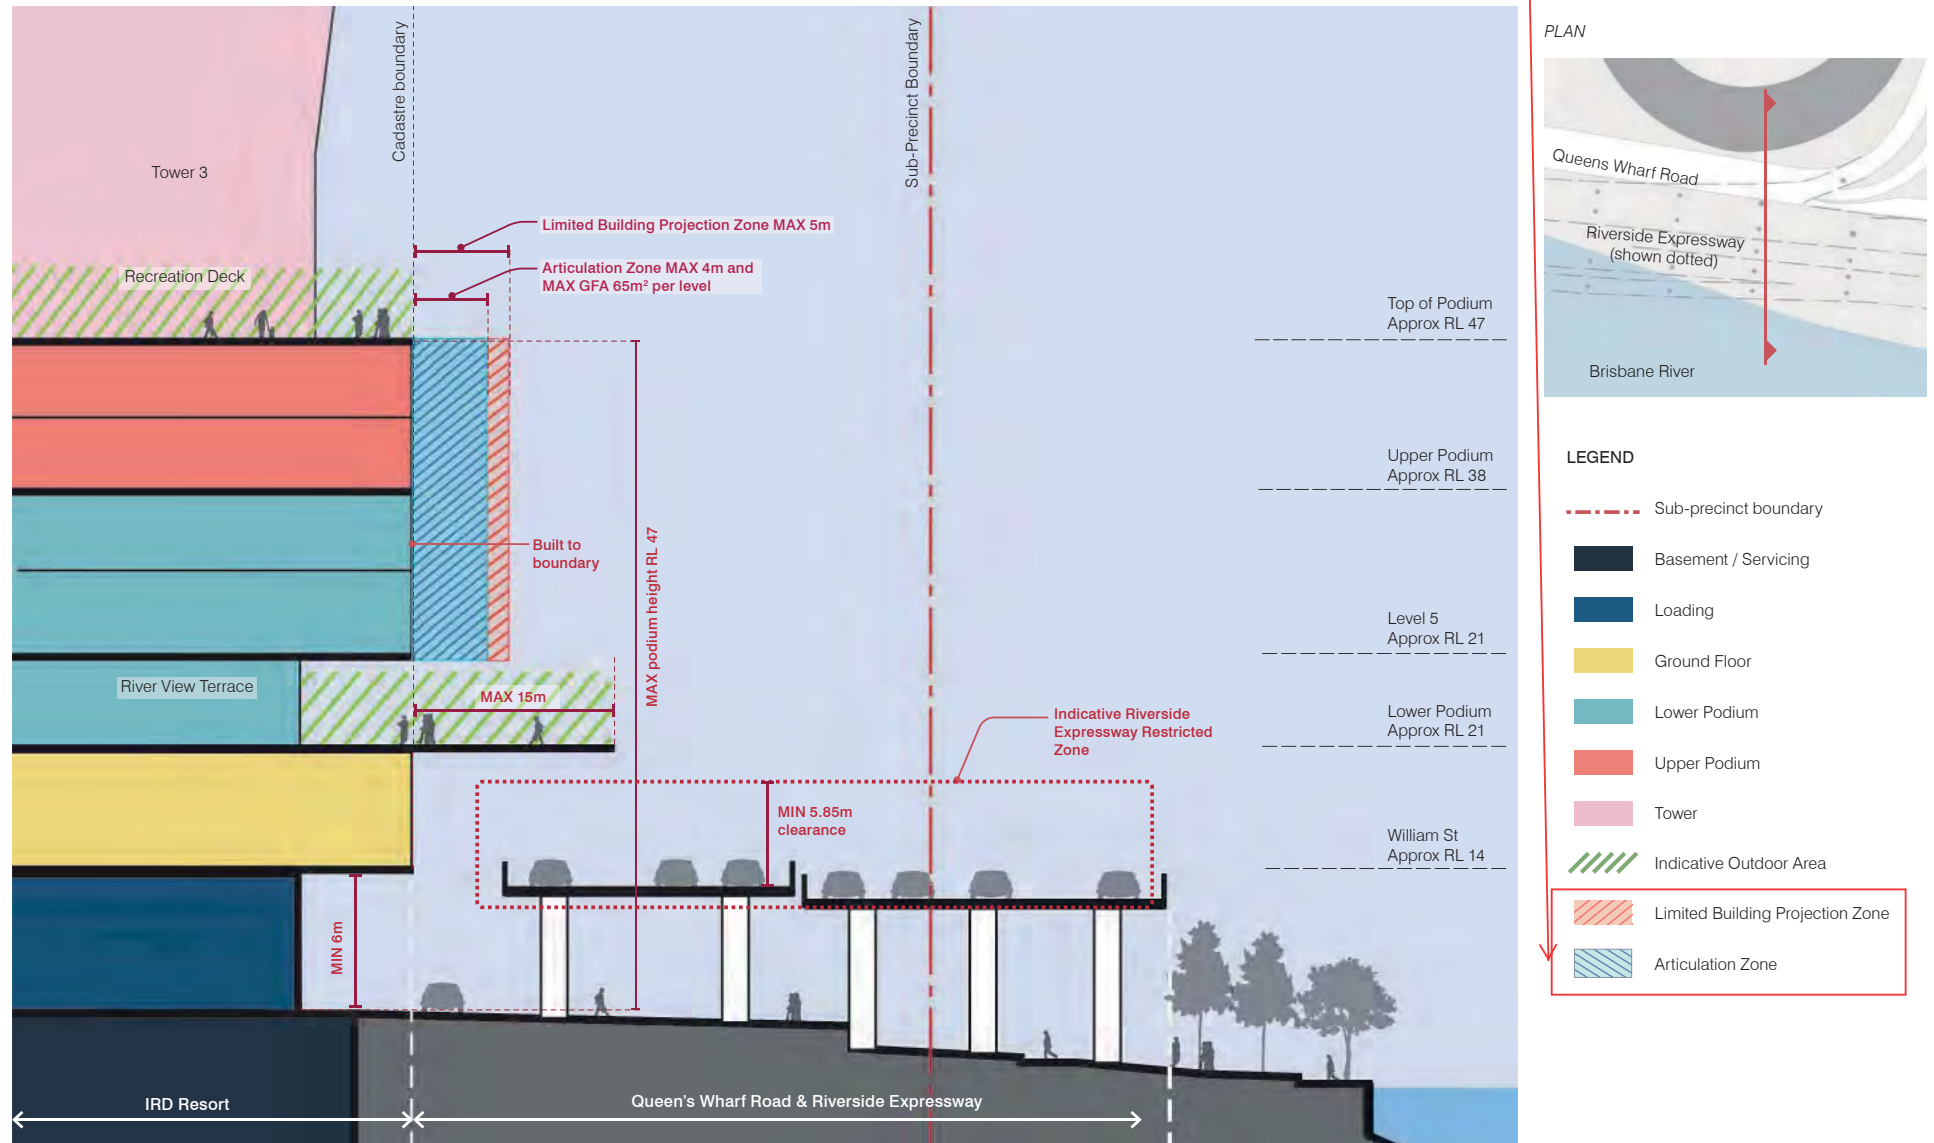 Cadastre boundary
Sub-Precinct Boundary
Tower 3
Limited Building Projection Zone MAX 5m
Articulation Zone MAX 4m and
MAX GFA 65m² per level
Recreation Deck
Top of Podium
Approx RL 47
Upper Podium
Approx RL 38
Built to
boundary
MAX podium height RL 47
Level 5
Approx RL 21
River View Terrace
MAX 15m
Indicative Riverside
Expressway Restricted
Zone
Lower Podium
Approx RL 21
MIN 5.85m
clearance
William St
Approx RL 14
MIN 6m
IRD Resort
Queen's Wharf Road & Riverside Expressway
PLAN
Queens Wharf Road
Riverside Expressway
(shown dotted)
Brisbane River
LEGEND
Sub-precinct boundary
Basement / Servicing
Loading
Ground Floor
Lower Podium
Upper Podium
Tower
Indicative Outdoor Area
Limited Building Projection Zone
Articulation Zone